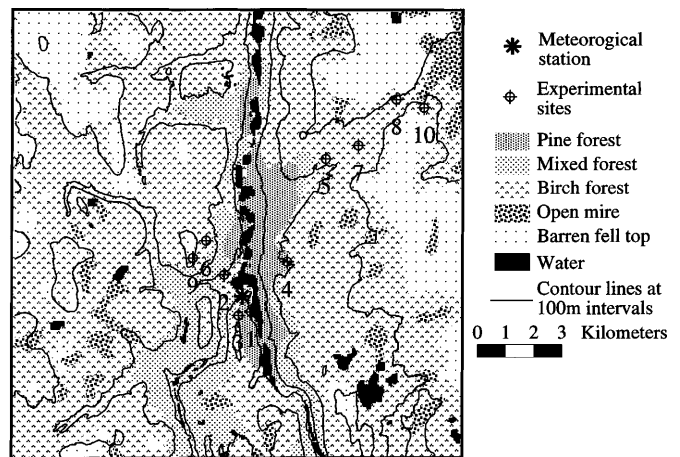 Meteorogical
station
Experimental
sites
Pine forest
Mixed forest
Birch forest
Open mire
Barren fell top
Water
Contour lines at
100m intervals
0 1 2 3 Kilometers
8
10
7
5
6
9
2
4
1